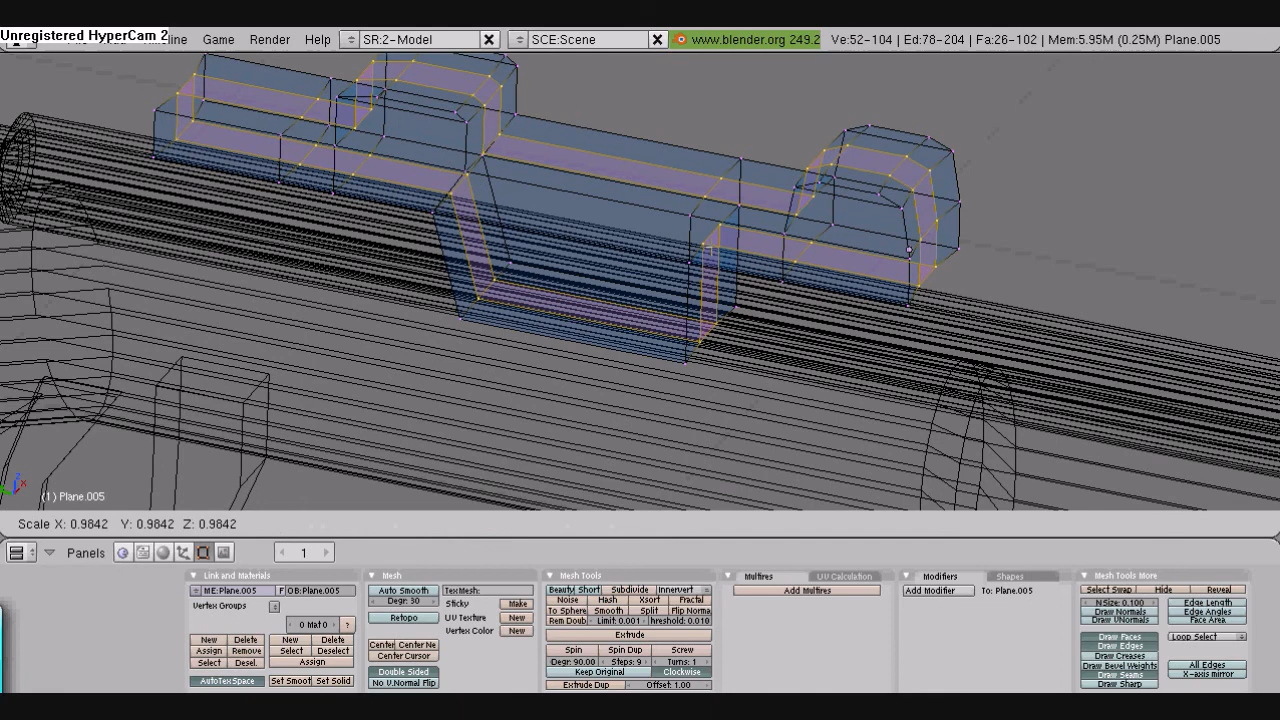 Unregistered HyperCam 2
Timeline Game Render Help SR:2-Model SCE:Scene www.blender.org 249.2 Ve:52-104 | Ed:78-204 | Fa:26-102 | Mem:5.95M (0.25M) Plane.005
(1) Plane.005
Scale X: 0.9842 Y: 0.9842 Z: 0.9842
Panels 1
Link and Materials Mesh Mesh Tools Multires UV Calculation Modifiers Shapes Mesh Tools More
ME:Plane.005 F OB:Plane.005 Auto Smooth TexMesh: Beauty Short Subdivide Innervert Add Multires Add Modifier To: Plane.005 Select Swap Hide Reveal
Vertex Groups Degr: 30 Sticky Make Noise Hash Xsort Fractal NSize: 0.100 Edge Length
Retopo UV Texture New To Sphere Smooth Split Flip Norma Draw Normals Edge Angles
0 Mat 0 ? Vertex Color New Rem Doub Limit: 0.001 hreshold: 0.010 Draw VNormals Face Area
New Delete New Delete Center Center Ne Extrude Draw Faces Loop Select
Assign Remove Select Deselect Center Cursor Spin Spin Dup Screw Draw Edges
Select Desel. Assign Degr: 90.00 Steps: 9 Turns: 1 Draw Creases All Edges
AutoTexSpace Set Smoot Set Solid Double Sided Keep Original Clockwise Draw Bevel Weights X-axis mirror
No V.Normal Flip Extrude Dup Offset: 1.00 Draw Seams
Draw Sharp